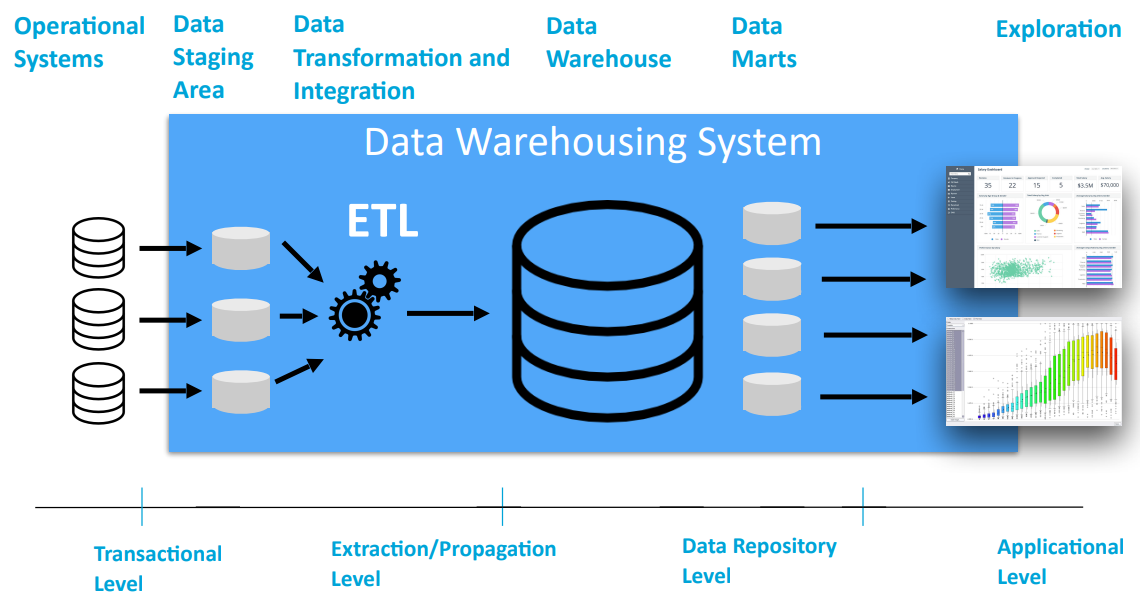 Operational
Systems
Data
Staging
Area
Data
Transformation and
Integration
Data
Warehouse
Data
Marts
Exploration
Data Warehousing System
ETL
Salary Dashboard
35
22
15
5
$3.5M
$70,000
Transactional
Level
Extraction/Propagation
Level
Data Repository
Level
Applicational
Level